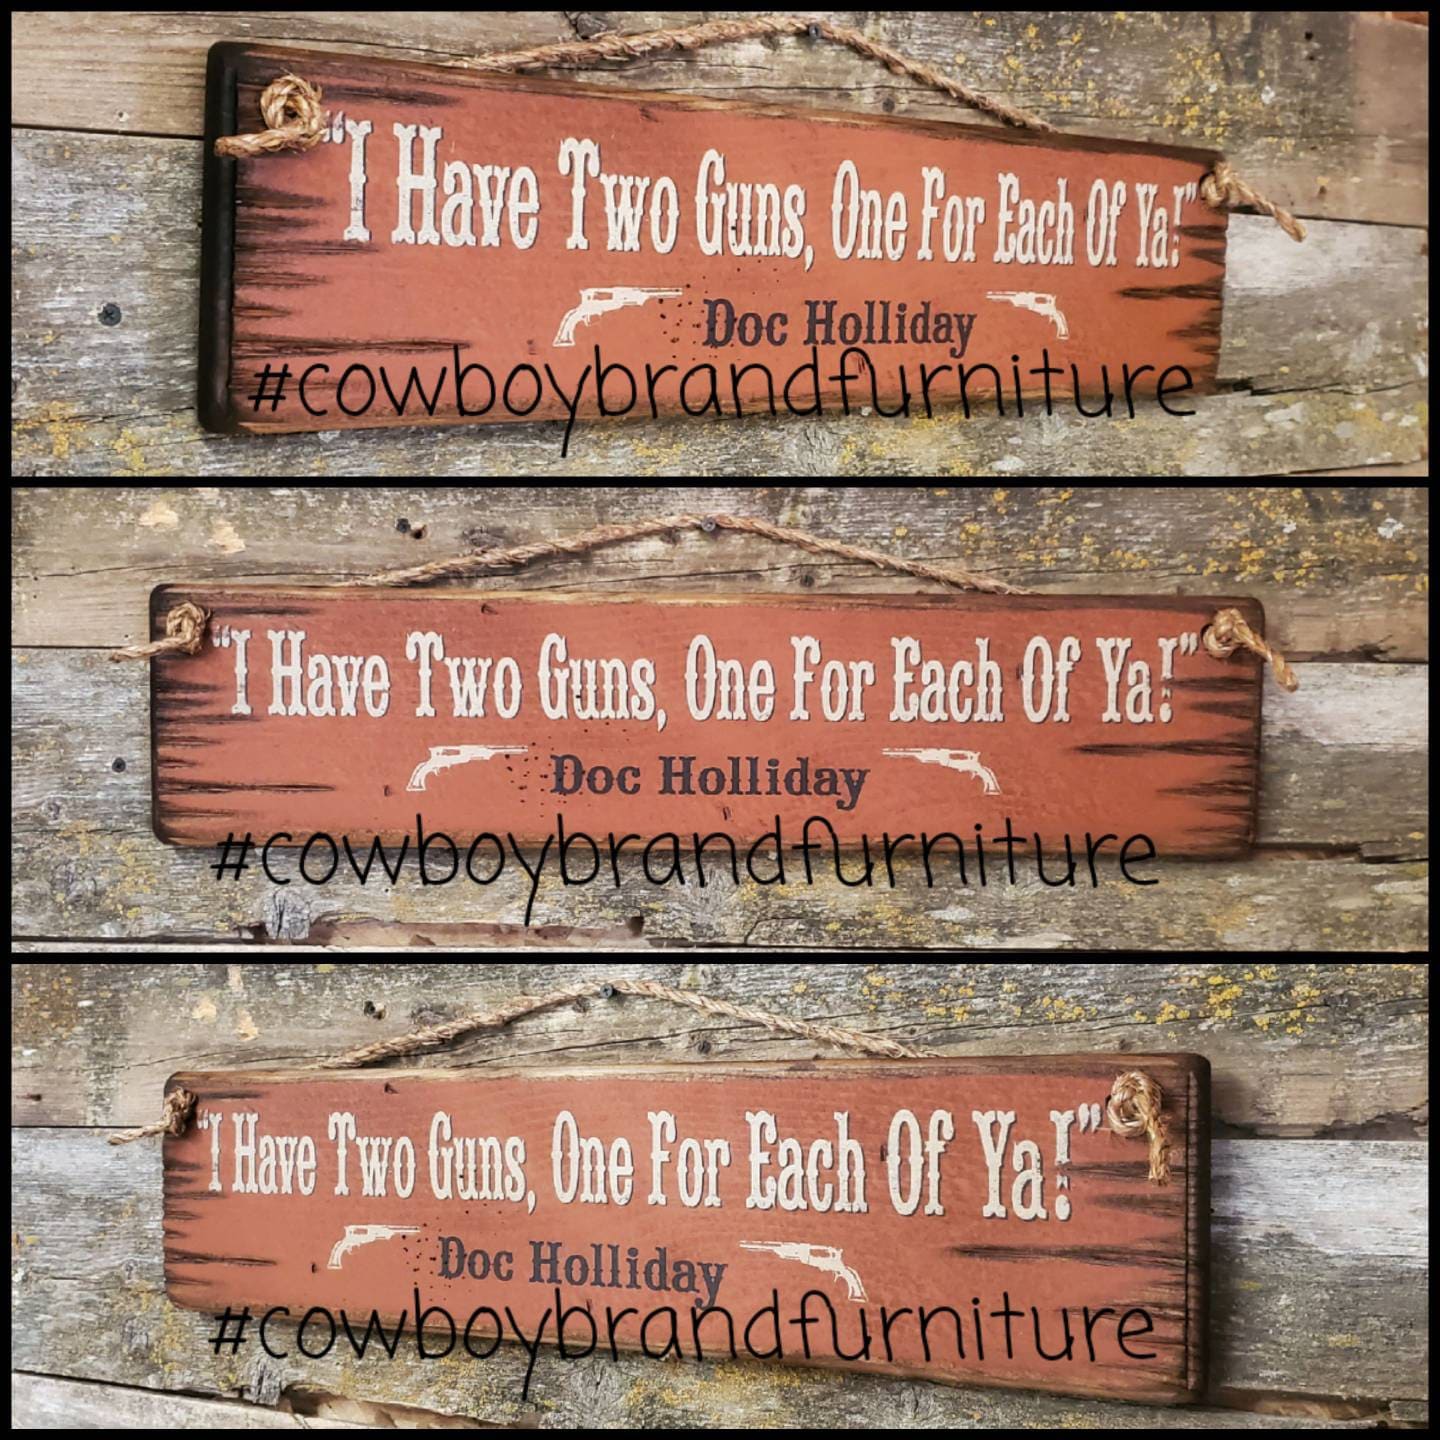 “I Have Two Guns, One For Each Of Ya!”
Doc Holliday
#cowboybrandfurniture
“I Have Two Guns, One For Each Of Ya!”
Doc Holliday
#cowboybrandfurniture
“I Have Two Guns, One For Each Of Ya!”
Doc Holliday
#cowboybrandfurniture